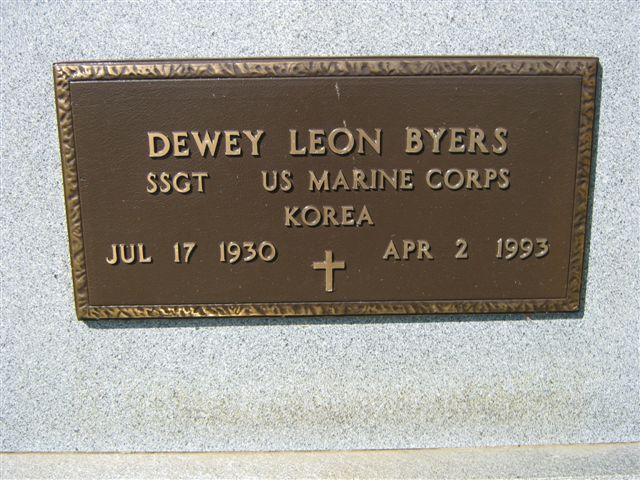 DEWEY LEON BYERS
SSGT US MARINE CORPS
KOREA
JUL 17 1930 APR 2 1993